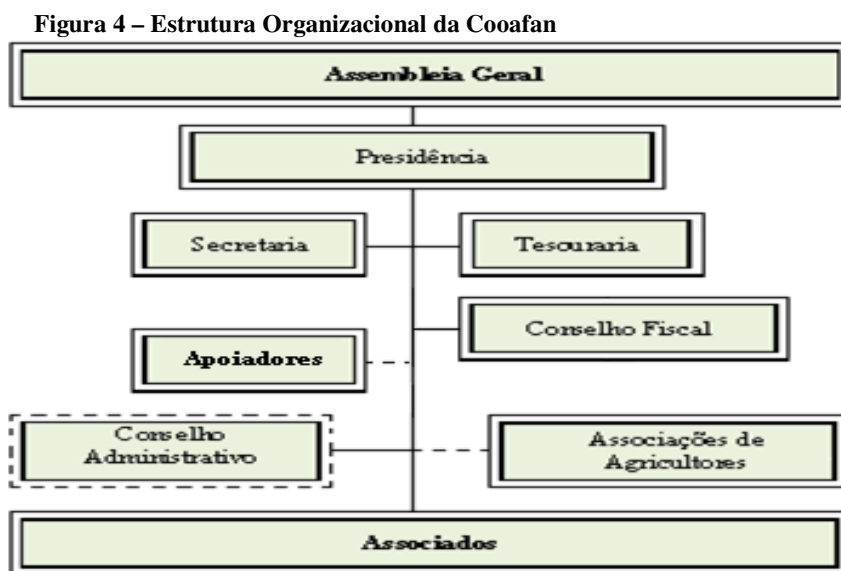 Figura 4 – Estrutura Organizacional da Cooafan
Assembleia Geral
Presidência
Secretaria
Tesouraria
Conselho Fiscal
Apoiadores
Conselho
Administrativo
Associações de
Agricultores
Associados